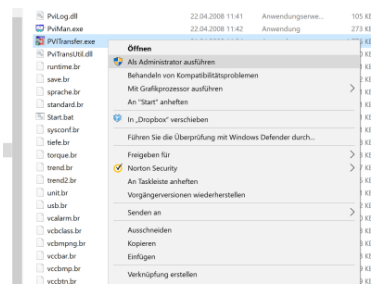 PviLog.dll 22.04.2008 11:41 Anwendungserwe... 105 KB
PviMan.exe 22.04.2008 11:42 Anwendung 273 KB
PVITransfer.exe
PviTransUtil.dll
runtime.br
save.br
sprache.br
standard.br
Start.bat
sysconf.br
tiefe.br
torque.br
trend.br
trend2.br
unit.br
usb.br
vcalarm.br
vcbclass.br
vcbmpng.br
vccbar.br
vccbmp.br
vccbtn.br
Öffnen
Als Administrator ausführen
Behandeln von Kompatibilitätsproblemen
Mit Grafikprozessor ausführen
An "Start" anheften
In „Dropbox" verschieben
Führen Sie die Überprüfung mit Windows Defender durch...
Freigeben für
Norton Security
An Taskleiste anheften
Vorgängerversionen wiederherstellen
Senden an
Ausschneiden
Kopieren
Einfügen
Verknüpfung erstellen